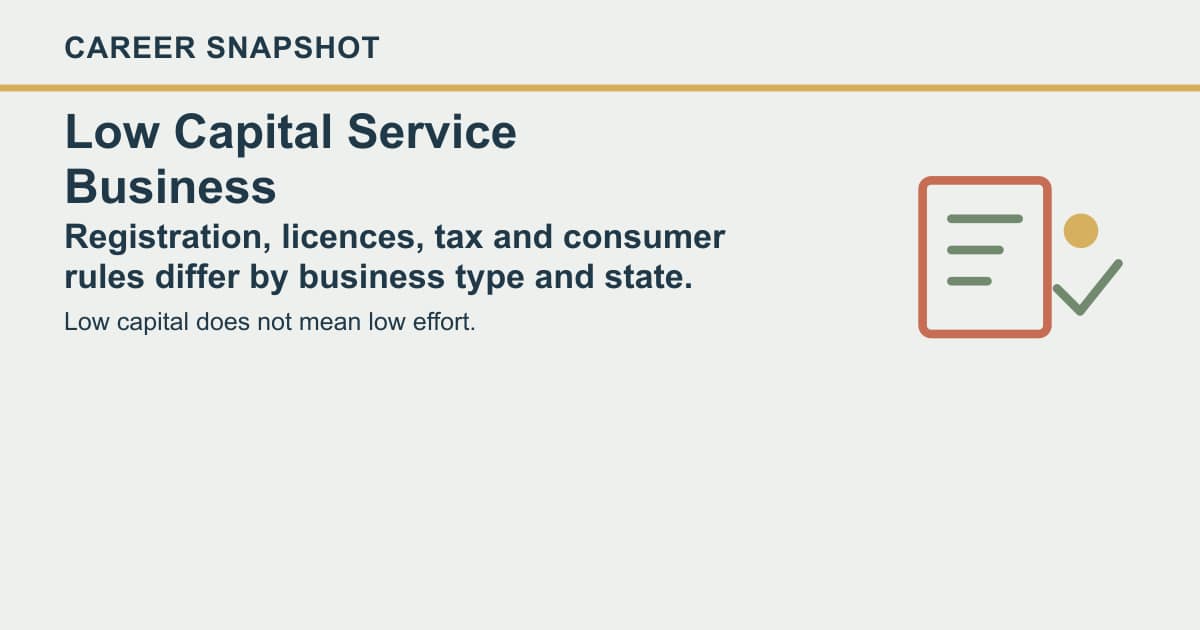 CAREER SNAPSHOT
Low Capital Service
Business
Registration, licences, tax and consumer
rules differ by business type and state.
Low capital does not mean low effort.